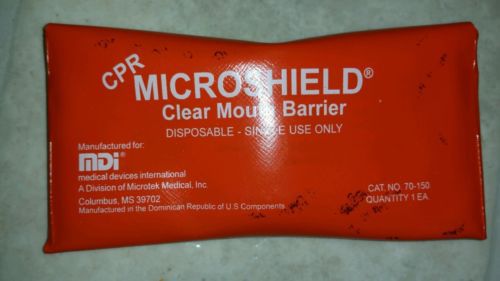 CPR
MICROSHIELD®
Clear Mouth Barrier
DISPOSABLE - SINGLE USE ONLY
Manufactured for:
MDi®
medical devices international
A Division of Microtek Medical, Inc.
Columbus, MS 39702
Manufactured in the Dominican Republic of U.S Components
CAT. NO. 70-150
QUANTITY 1 EA.